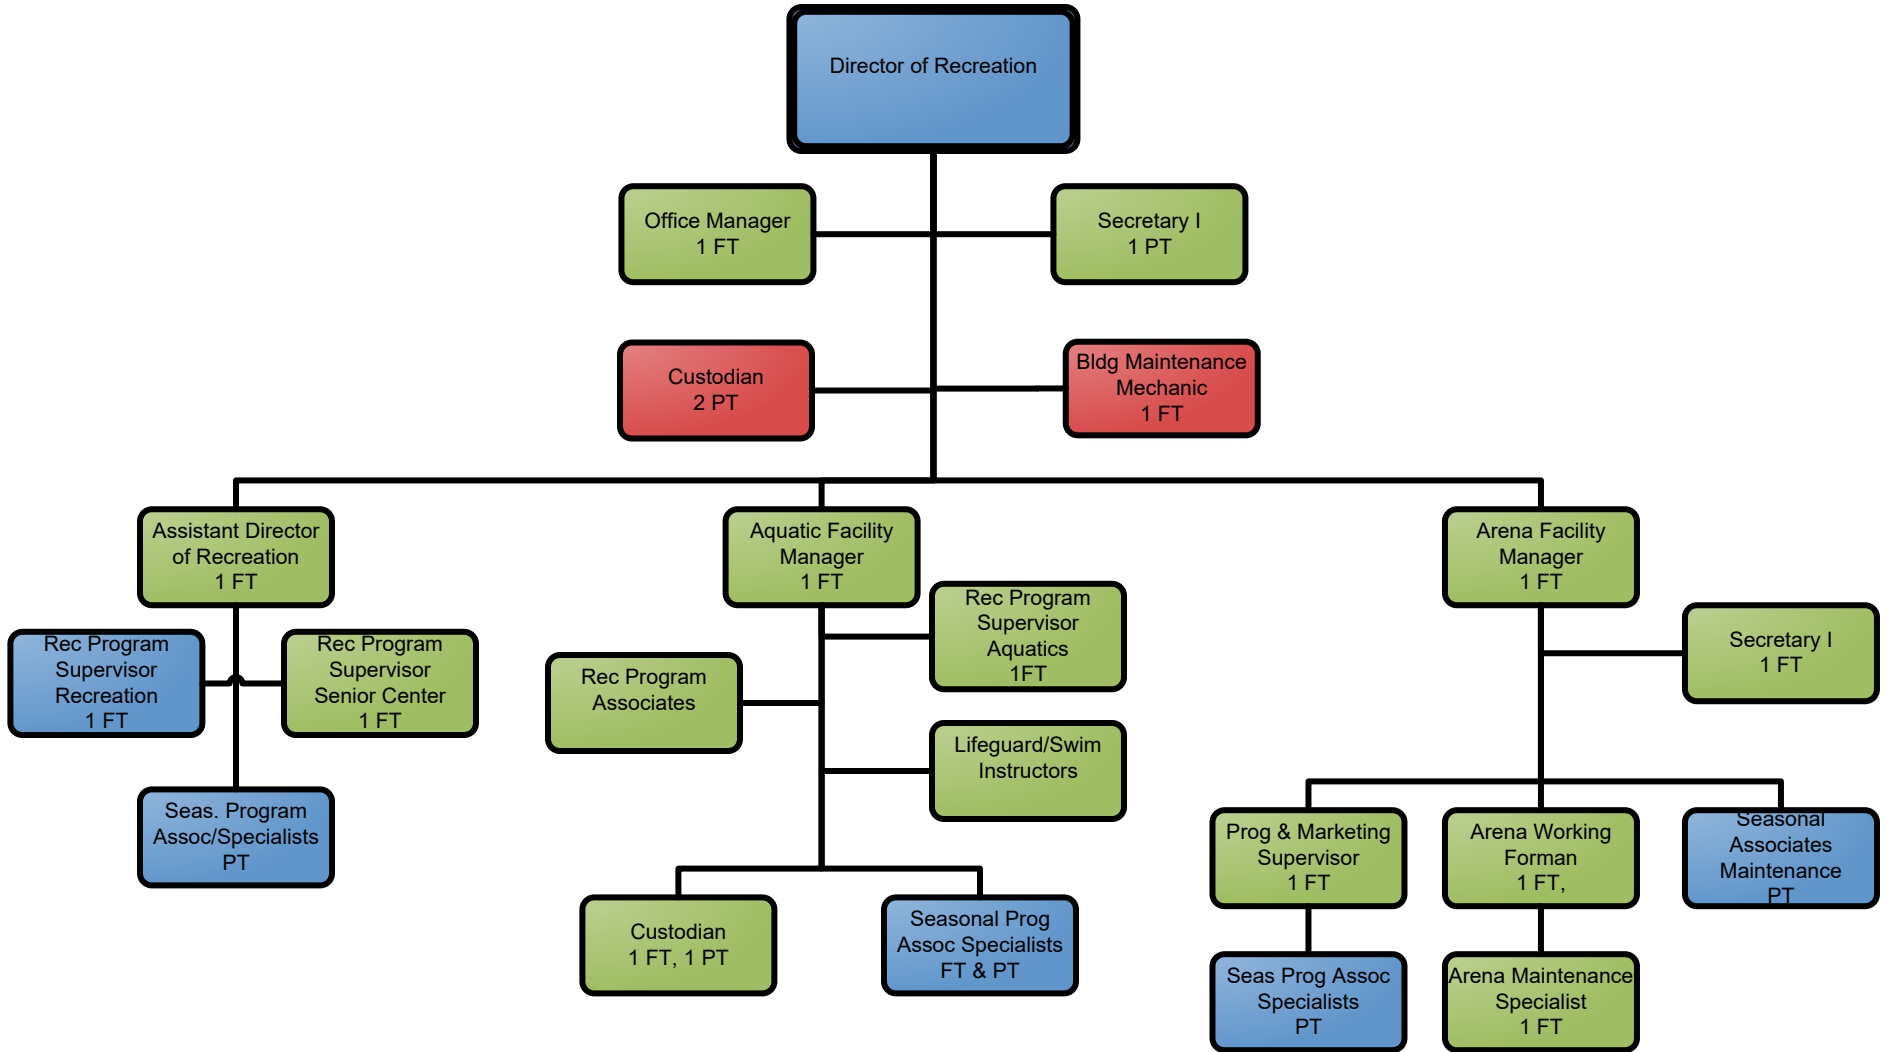 Director of Recreation
Office Manager
1 FT
Secretary I
1 PT
Custodian
2 PT
Bldg Maintenance
Mechanic
1 FT
Assistant Director
of Recreation
1 FT
Aquatic Facility
Manager
1 FT
Arena Facility
Manager
1 FT
Rec Program
Supervisor
Recreation
1 FT
Rec Program
Supervisor
Senior Center
1 FT
Rec Program
Supervisor
Aquatics
1FT
Rec Program
Associates
Secretary I
1 FT
Lifeguard/Swim
Instructors
Seas. Program
Assoc/Specialists
PT
Prog & Marketing
Supervisor
1 FT
Arena Working
Forman
1 FT,
Seasonal
Associates
Maintenance
PT
Custodian
1 FT, 1 PT
Seasonal Prog
Assoc Specialists
FT & PT
Seas Prog Assoc
Specialists
PT
Arena Maintenance
Specialist
1 FT